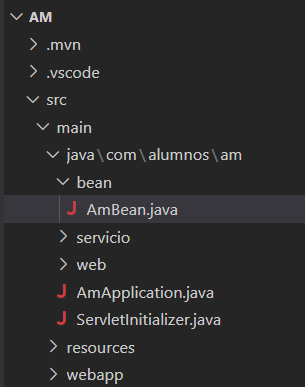 AM
.mvn
.vscode
src
main
java\com\alumnos\am
bean
AmBean.java
servicio
web
AmApplication.java
ServletInitializer.java
resources
webapp